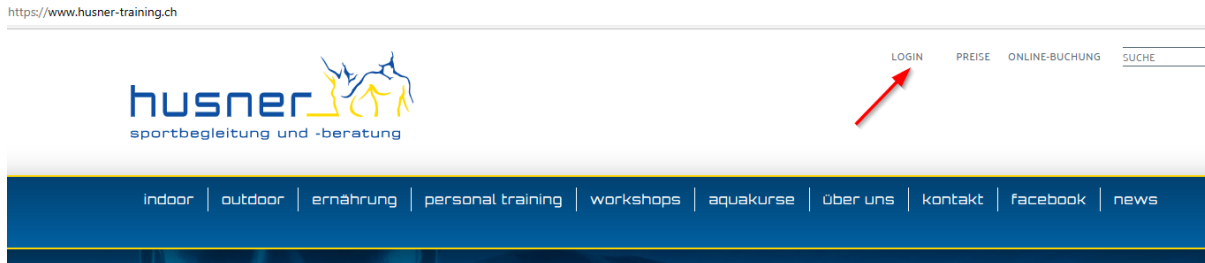 https://www.husner-training.ch
LOGIN PREISE ONLINE-BUCHUNG SUCHE
husner
sportbegleitung und -beratung
indoor outdoor ernährung personal training workshops aquakurse über uns kontakt facebook news